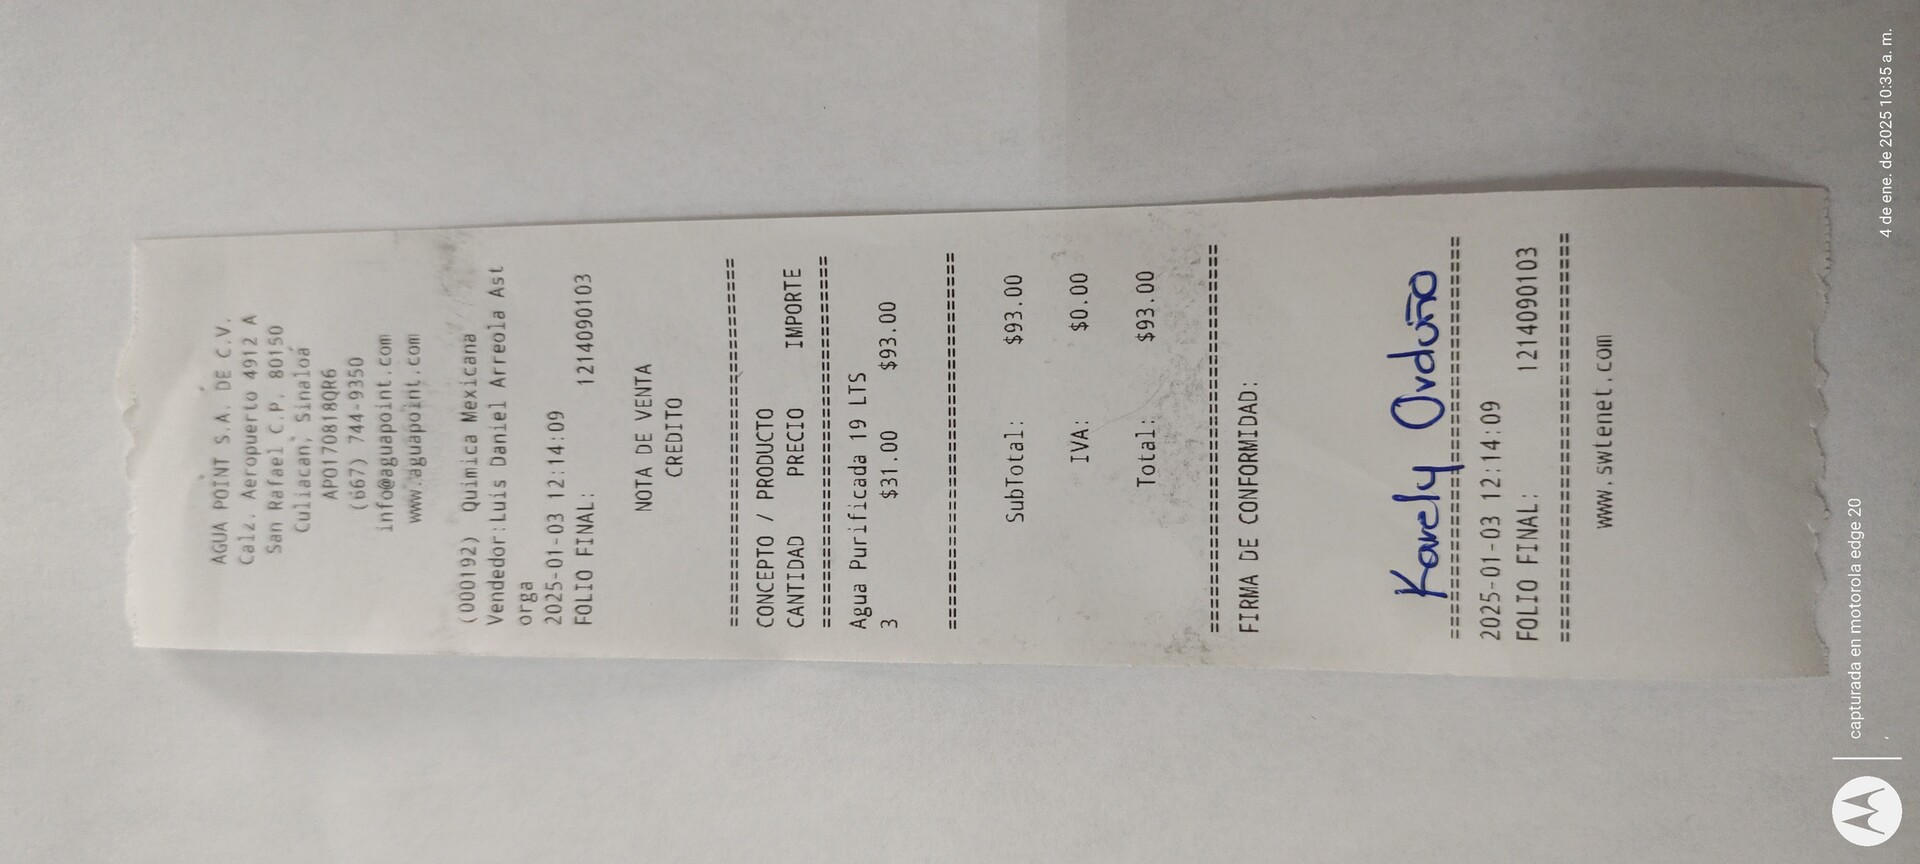 AGUA POINT S.A. DE C.V.
Calz. Aeropuerto 4912 A
San Rafael C.P. 80150
Culiacan, Sinaloa
APO170818QR6
(667) 744-9350
info@aguapoint.com
www.aguapoint.com
(000192) Quimica Mexicana
Vendedor:Luis Daniel Arreola Ast
orga
2025-01-03 12:14:09
FOLIO FINAL: 1214090103
NOTA DE VENTA
CREDITO
================================
CONCEPTO / PRODUCTO
CANTIDAD PRECIO IMPORTE
================================
Agua Purificada 19 LTS
3 $31.00 $93.00
================================
SubTotal: $93.00
IVA: $0.00
Total: $93.00
================================
FIRMA DE CONFORMIDAD:
Karely Orduño
================================
2025-01-03 12:14:09
FOLIO FINAL: 1214090103
================================
www.swtenet.com
capturada en motorola edge 20
4 de ene. de 2025 10:35 a. m.